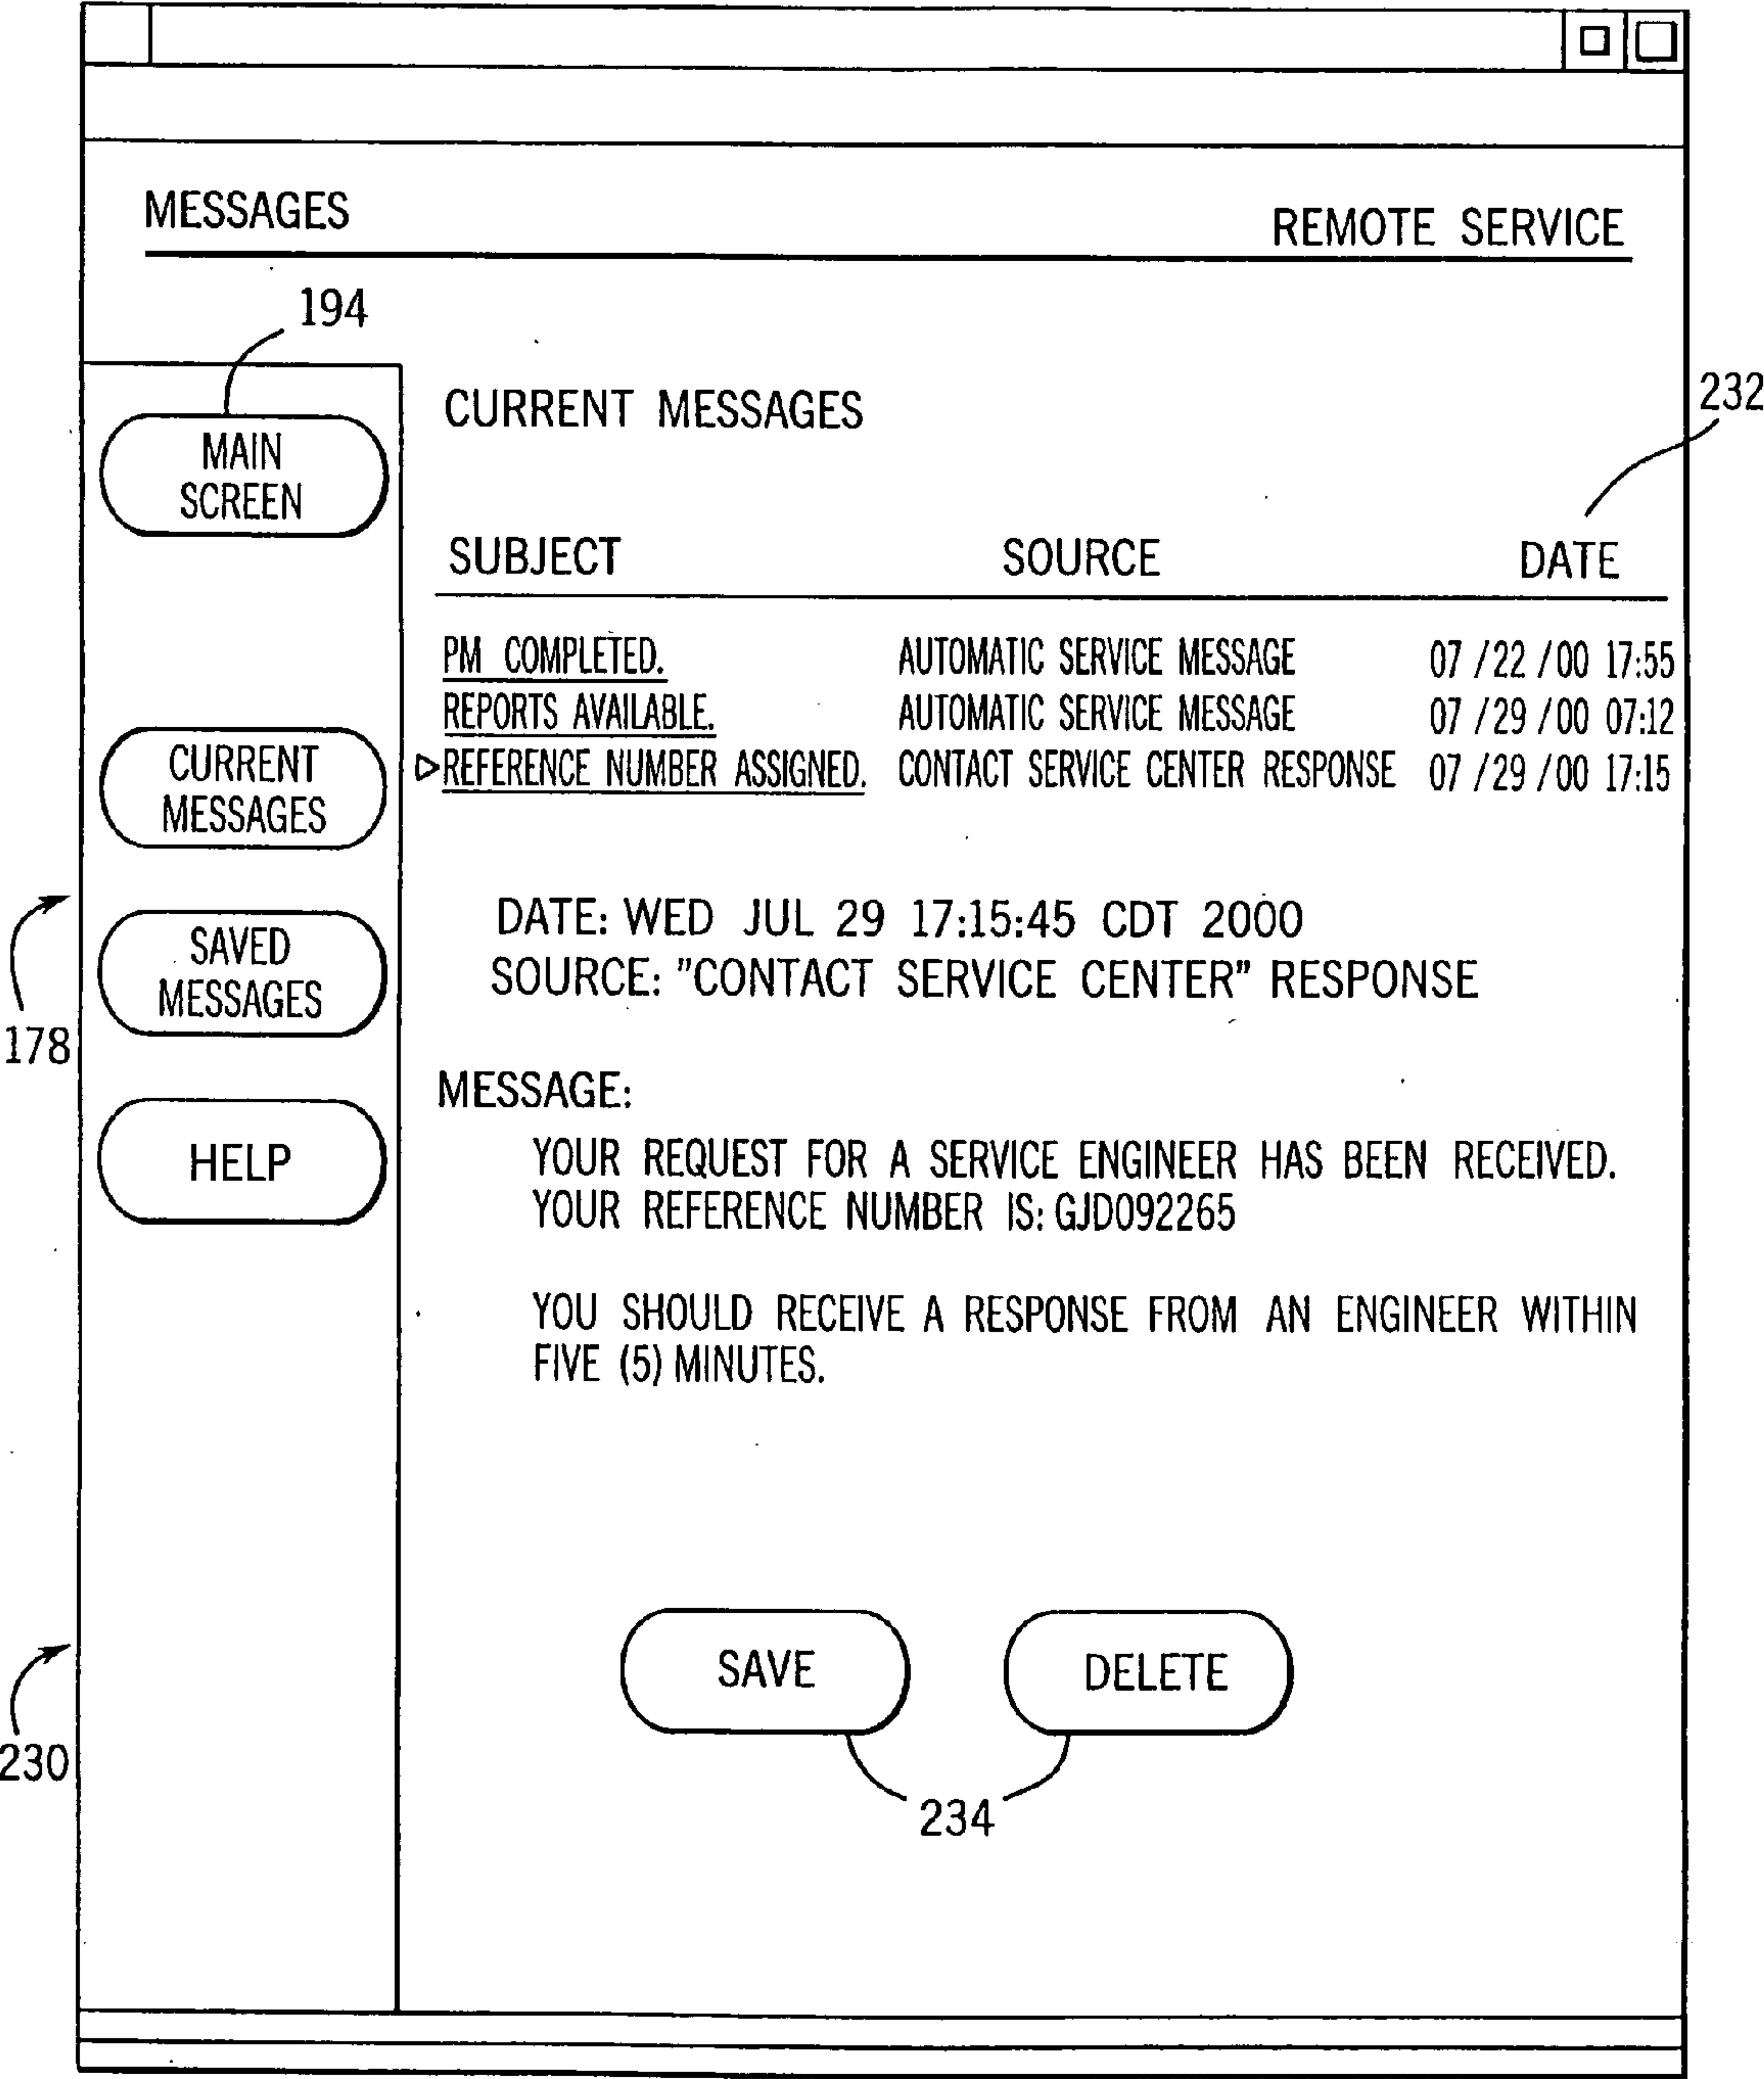 MESSAGES
REMOTE SERVICE
194
232
MAIN
SCREEN
CURRENT MESSAGES
SUBJECT SOURCE DATE
PM COMPLETED. AUTOMATIC SERVICE MESSAGE 07 /22 /00 17:55
REPORTS AVAILABLE. AUTOMATIC SERVICE MESSAGE 07 /29 /00 07:12
▷REFERENCE NUMBER ASSIGNED. CONTACT SERVICE CENTER RESPONSE 07 /29 /00 17:15
CURRENT
MESSAGES
SAVED
MESSAGES
178
HELP
230
DATE: WED JUL 29 17:15:45 CDT 2000
SOURCE: "CONTACT SERVICE CENTER" RESPONSE
MESSAGE:
YOUR REQUEST FOR A SERVICE ENGINEER HAS BEEN RECEIVED.
YOUR REFERENCE NUMBER IS: GJD092265
YOU SHOULD RECEIVE A RESPONSE FROM AN ENGINEER WITHIN
FIVE (5) MINUTES.
SAVE DELETE
234